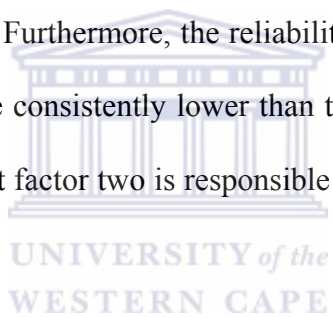 Furthermore, the reliabilit
consistently lower than t
factor two is responsible
UNIVERSITY of the
WESTERN CAPE